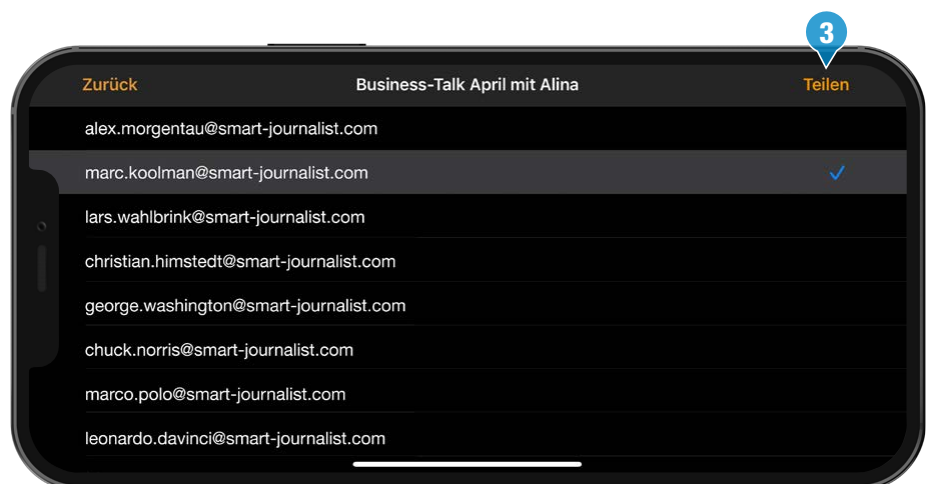 3
Zurück Business-Talk April mit Alina Teilen
alex.morgentau@smart-journalist.com
marc.koolman@smart-journalist.com
lars.wahlbrink@smart-journalist.com
christian.himstedt@smart-journalist.com
george.washington@smart-journalist.com
chuck.norris@smart-journalist.com
marco.polo@smart-journalist.com
leonardo.davinci@smart-journalist.com